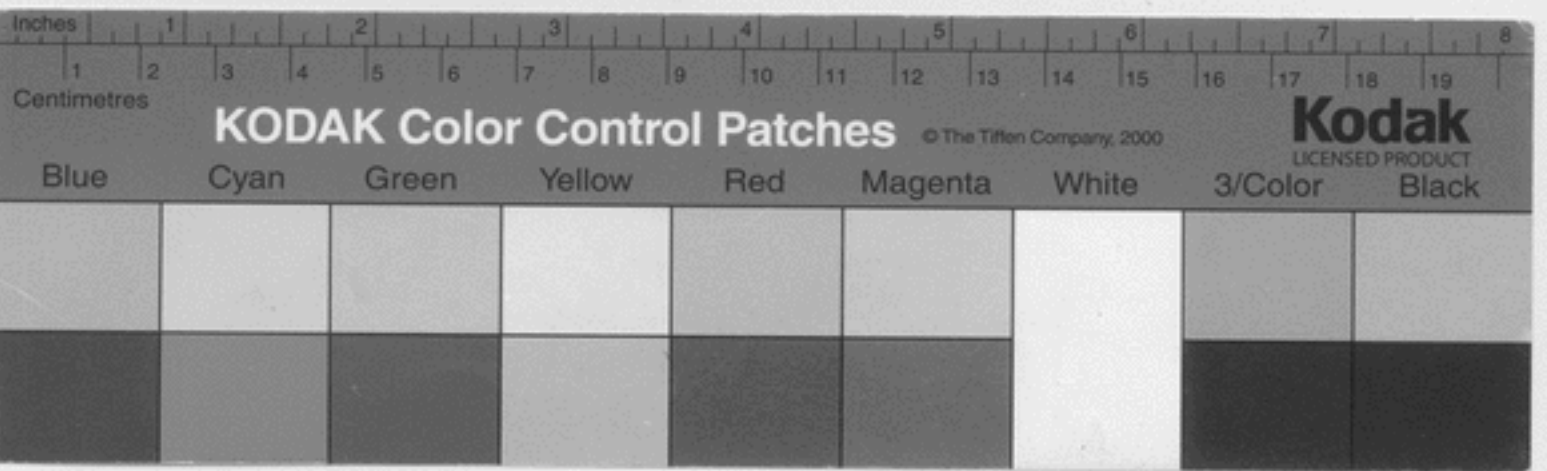 Inches 1 2 3 4 5 6 7 8
1 2 3 4 5 6 7 8 9 10 11 12 13 14 15 16 17 18 19
Centimetres
KODAK Color Control Patches © The Tiffen Company, 2000 Kodak
LICENSED PRODUCT
Blue Cyan Green Yellow Red Magenta White 3/Color Black